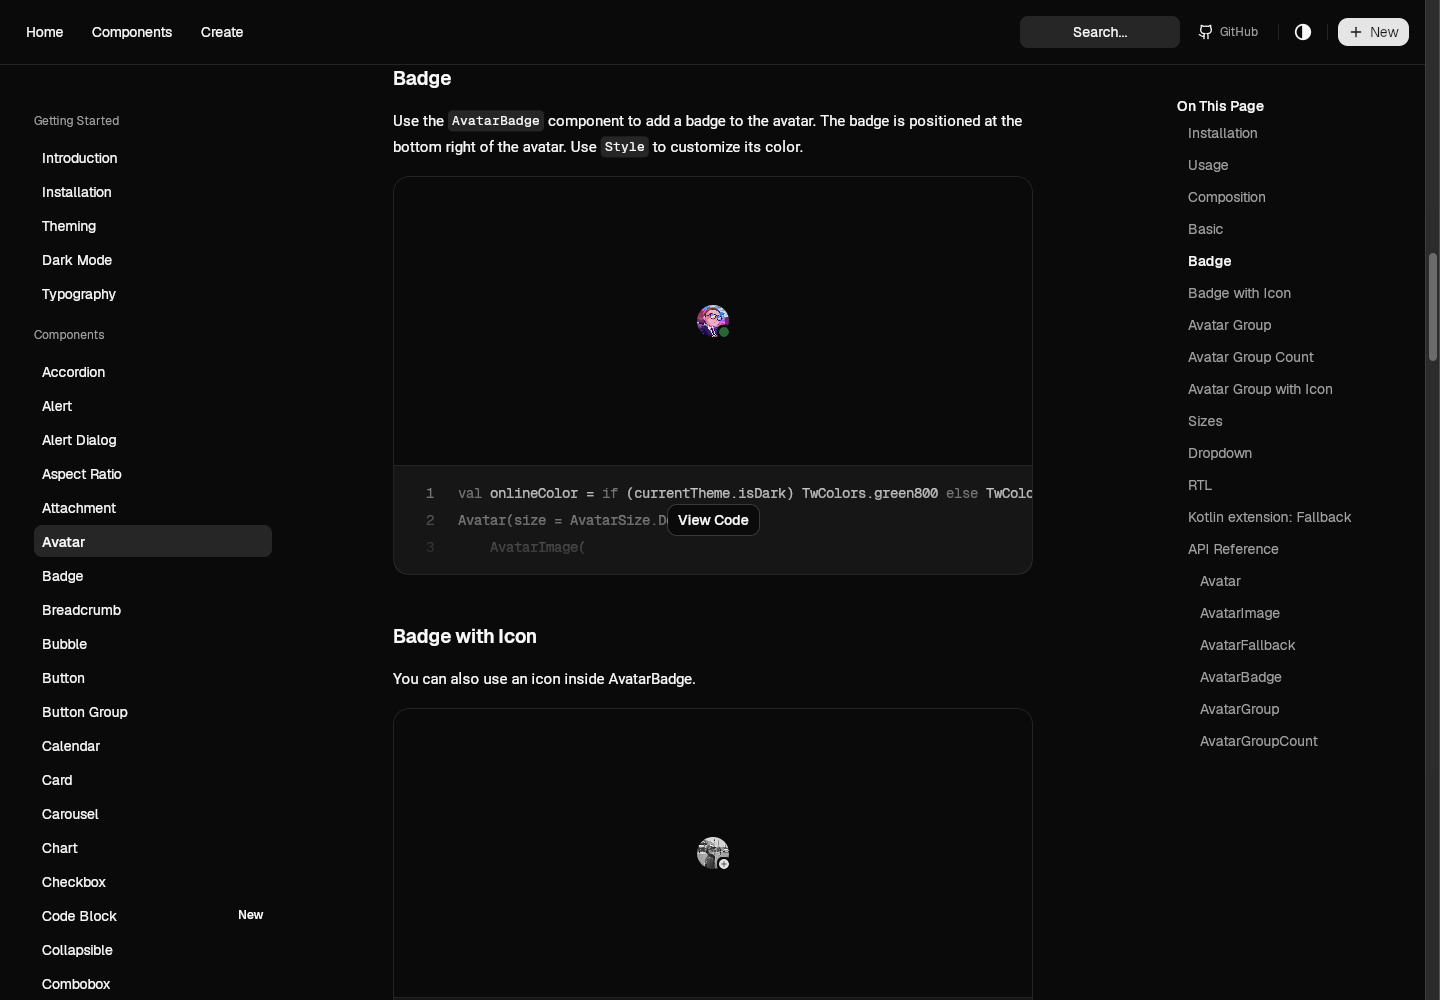 Home
Components
Create
Search...
GitHub
New
Getting Started
Introduction
Installation
Theming
Dark Mode
Typography
Components
Accordion
Alert
Alert Dialog
Aspect Ratio
Attachment
Avatar
Badge
Breadcrumb
Bubble
Button
Button Group
Calendar
Card
Carousel
Chart
Checkbox
Code Block
New
Collapsible
Combobox
Badge
Use the AvatarBadge component to add a badge to the avatar. The badge is positioned at the
bottom right of the avatar. Use Style to customize its color.
1 val onlineColor = if (currentTheme.isDark) TwColors.green800 else TwColo
2 Avatar(size = AvatarSize.D
View Code
3 AvatarImage(
Badge with Icon
You can also use an icon inside AvatarBadge.
On This Page
Installation
Usage
Composition
Basic
Badge
Badge with Icon
Avatar Group
Avatar Group Count
Avatar Group with Icon
Sizes
Dropdown
RTL
Kotlin extension: Fallback
API Reference
Avatar
AvatarImage
AvatarFallback
AvatarBadge
AvatarGroup
AvatarGroupCount